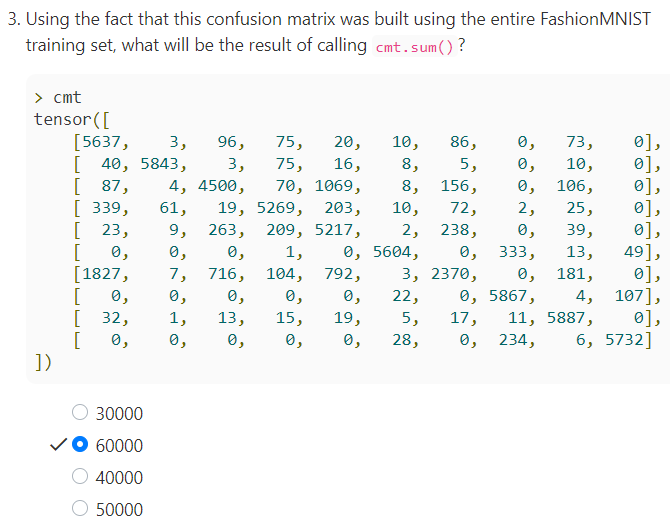 3. Using the fact that this confusion matrix was built using the entire FashionMNIST
training set, what will be the result of calling cmt.sum() ?
> cmt
tensor([
[5637, 3, 96, 75, 20, 10, 86, 0, 73, 0],
[ 40, 5843, 3, 75, 16, 8, 5, 0, 10, 0],
[ 87, 4, 4500, 70, 1069, 8, 156, 0, 106, 0],
[ 339, 61, 19, 5269, 203, 10, 72, 2, 25, 0],
[ 23, 9, 263, 209, 5217, 2, 238, 0, 39, 0],
[ 0, 0, 0, 1, 0, 5604, 0, 333, 13, 49],
[1827, 7, 716, 104, 792, 3, 2370, 0, 181, 0],
[ 0, 0, 0, 0, 0, 22, 0, 5867, 4, 107],
[ 32, 1, 13, 15, 19, 5, 17, 11, 5887, 0],
[ 0, 0, 0, 0, 0, 28, 0, 234, 6, 5732]
])
30000
60000
40000
50000